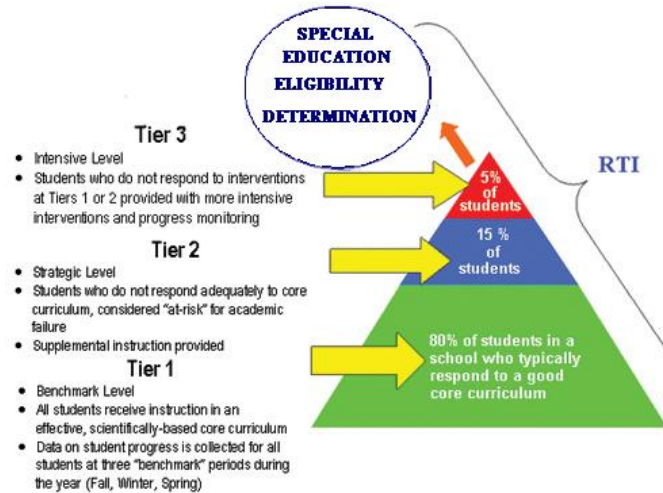 SPECIAL
EDUCATION
ELIGIBILITY
DETERMINATION
Tier 3
• Intensive Level
• Students who do not respond to interventions
at Tiers 1 or 2 provided with more intensive
interventions and progress monitoring
Tier 2
• Strategic Level
• Students who do not respond adequately to core
curriculum, considered "at-risk" for academic
failure
• Supplemental instruction provided
Tier 1
• Benchmark Level
• All students receive instruction in an
effective, scientifically-based core curriculum
• Data on student progress is collected for all
students at three "benchmark" periods during
the year (Fall, Winter, Spring)
5%
of
students
15 %
of
students
80% of students in a
school who typically
respond to a good
core curriculum
RTI